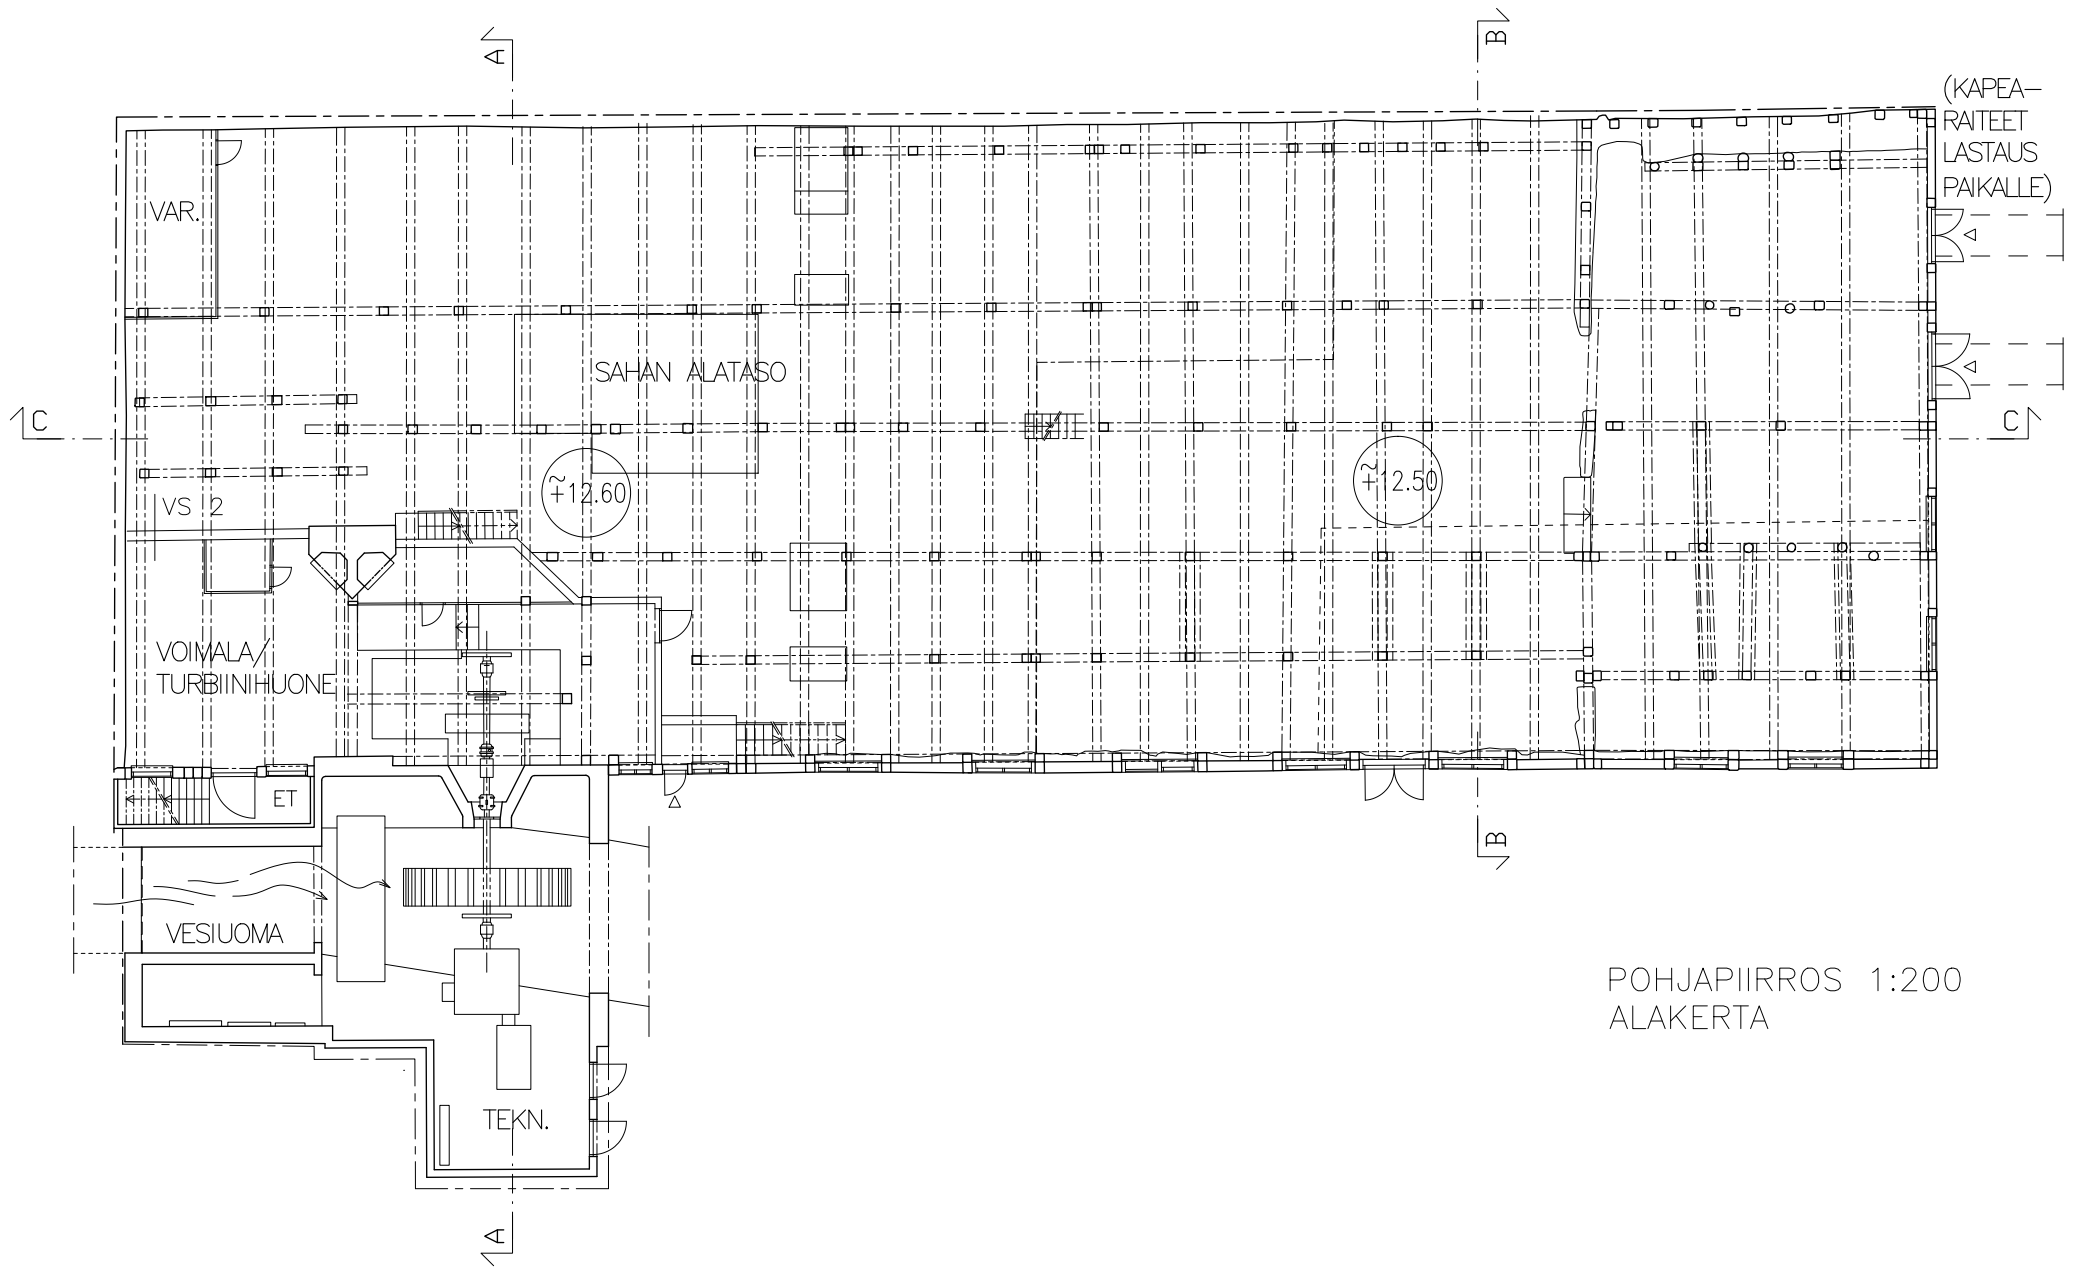 A
B
(KAPEA-
RAITEET
LASTAUS
PAIKALLE)
VAR.
SAHAN ALATASO
C
C
VS 2
~
+12.60
~
+12.50
VOIMALA/
TURBIINIHUONE
ET
B
VESIUOMA
POHJAPIIRROS 1:200
ALAKERTA
TEKN.
A